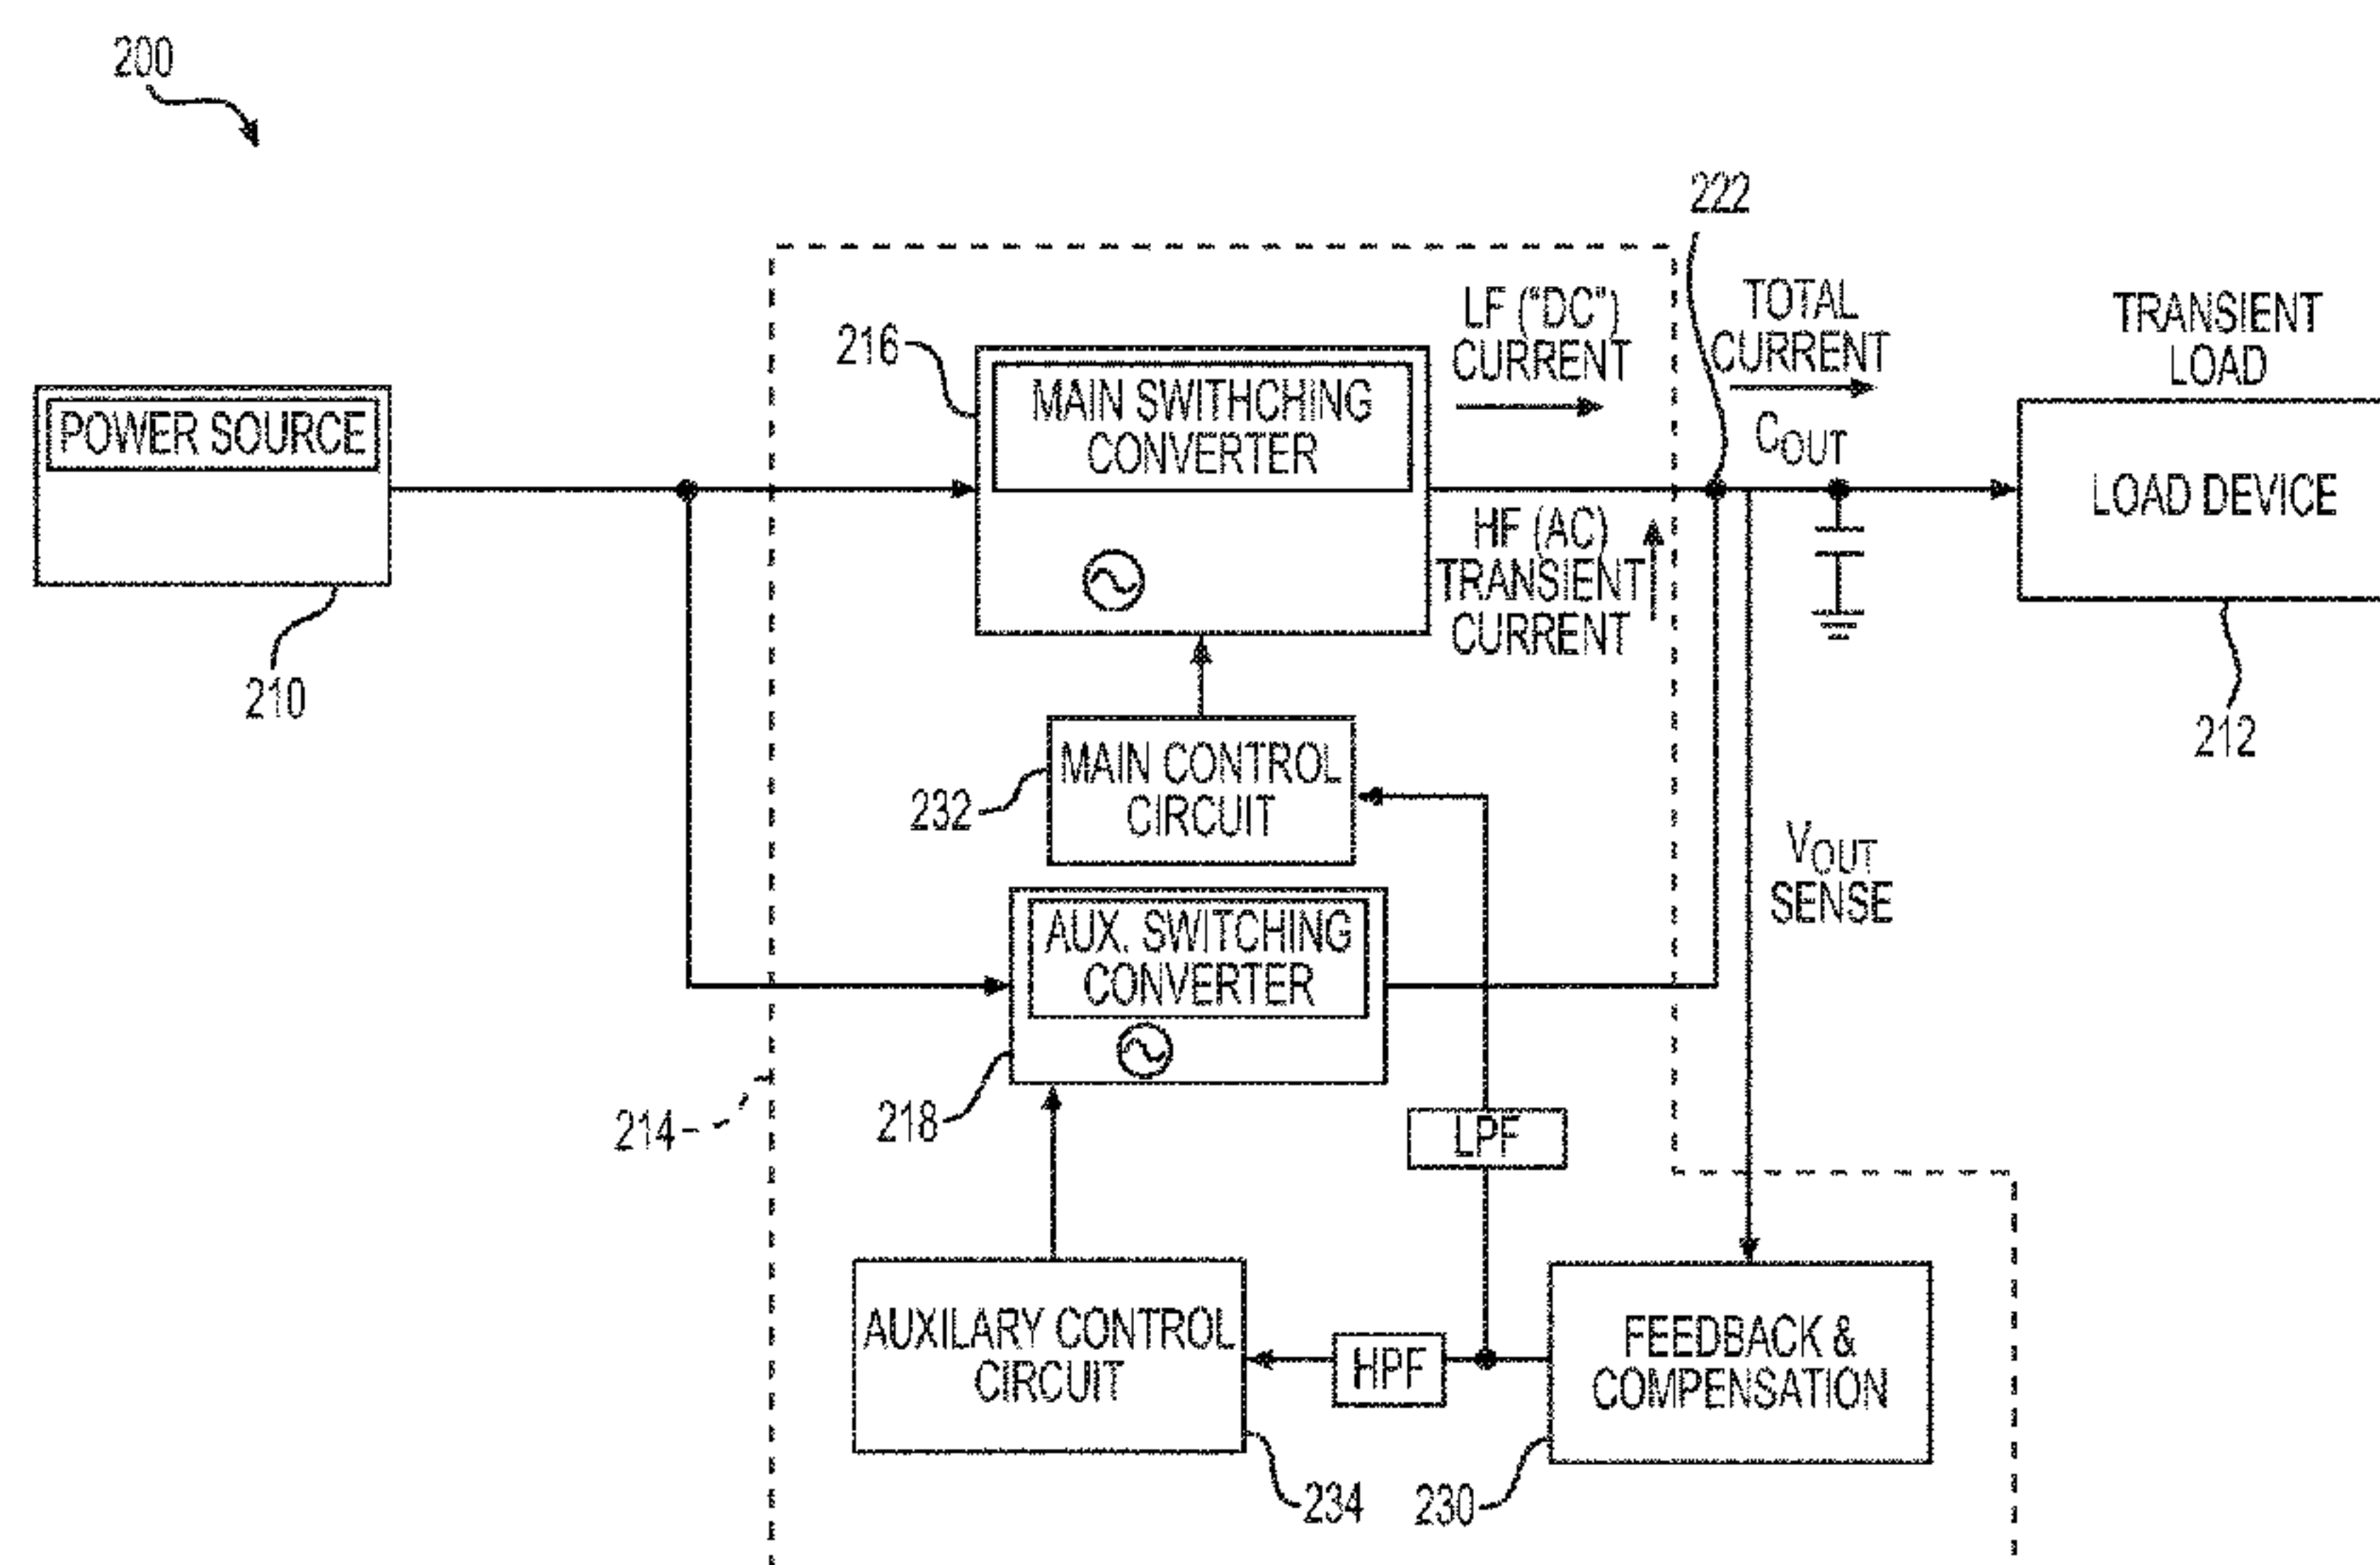 200
222
LF ("DC")
CURRENT
TOTAL
CURRENT
TRANSIENT
LOAD
216
MAIN SWITHCHING
CONVERTER
POWER SOURCE
COUT
LOAD DEVICE
HF (AC)
TRANSIENT
CURRENT
210
212
MAIN CONTROL
CIRCUIT
232
VOUT
SENSE
AUX. SWITCHING
CONVERTER
214
218
LPF
AUXILARY CONTROL
CIRCUIT
HPF
FEEDBACK &
COMPENSATION
234
230